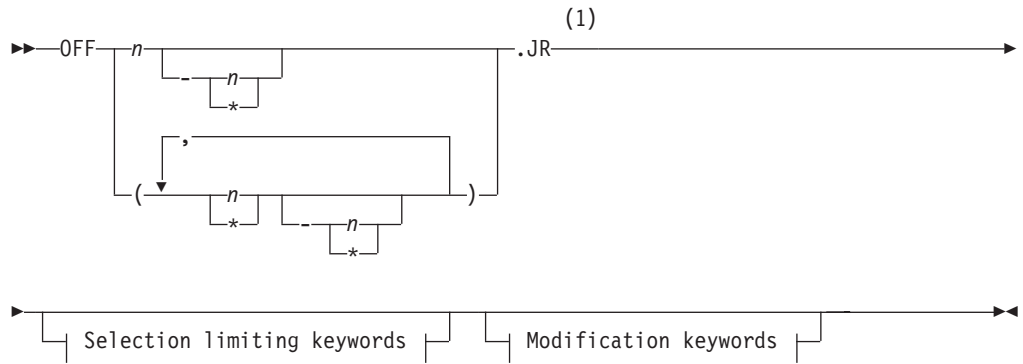 (1)
OFF n .JR
- n
*
,
( n )
*
- n
*
Selection limiting keywords Modification keywords